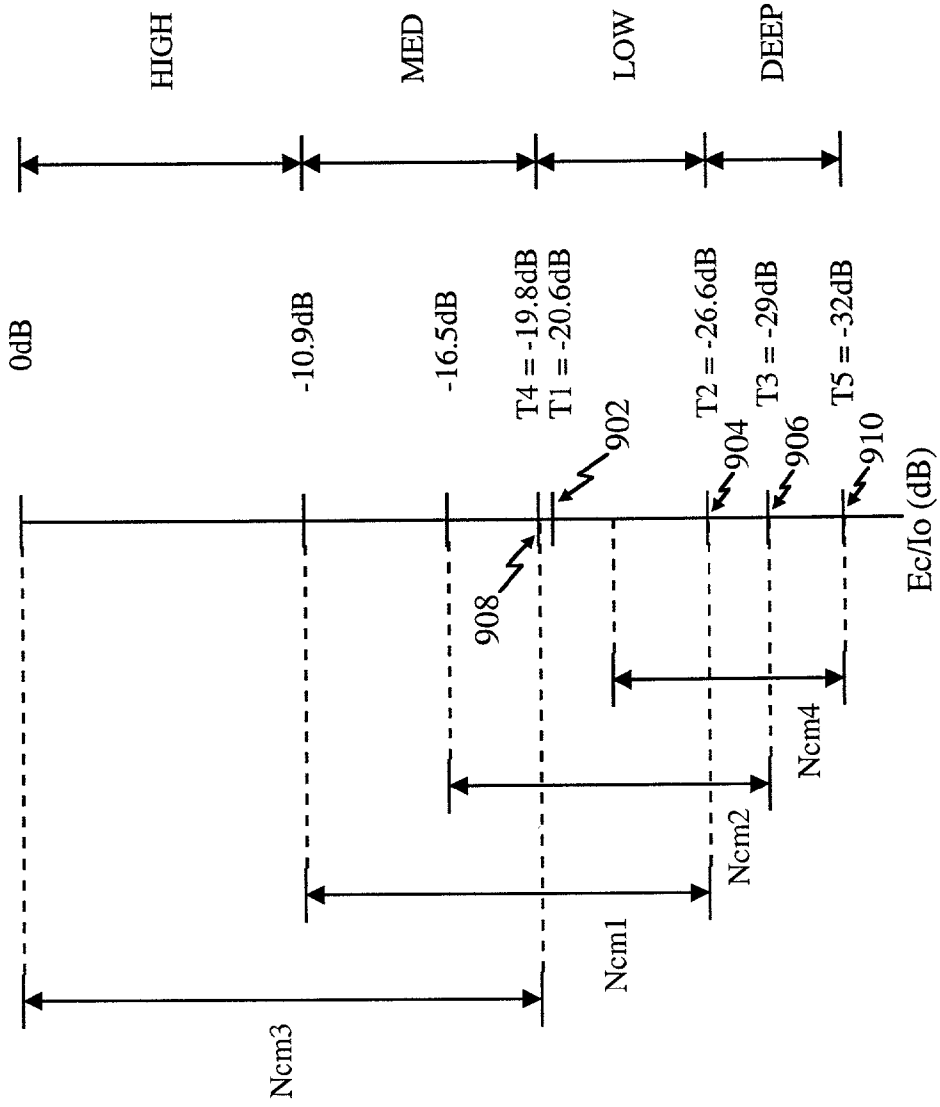 0dB
-10.9dB
-16.5dB
T4 = -19.8dB
T1 = -20.6dB
T2 = -26.6dB
T3 = -29dB
T5 = -32dB
HIGH
MED
LOW
DEEP
908
902
904
906
910
Ec/Io (dB)
Ncm3
Ncm1
Ncm2
Ncm4